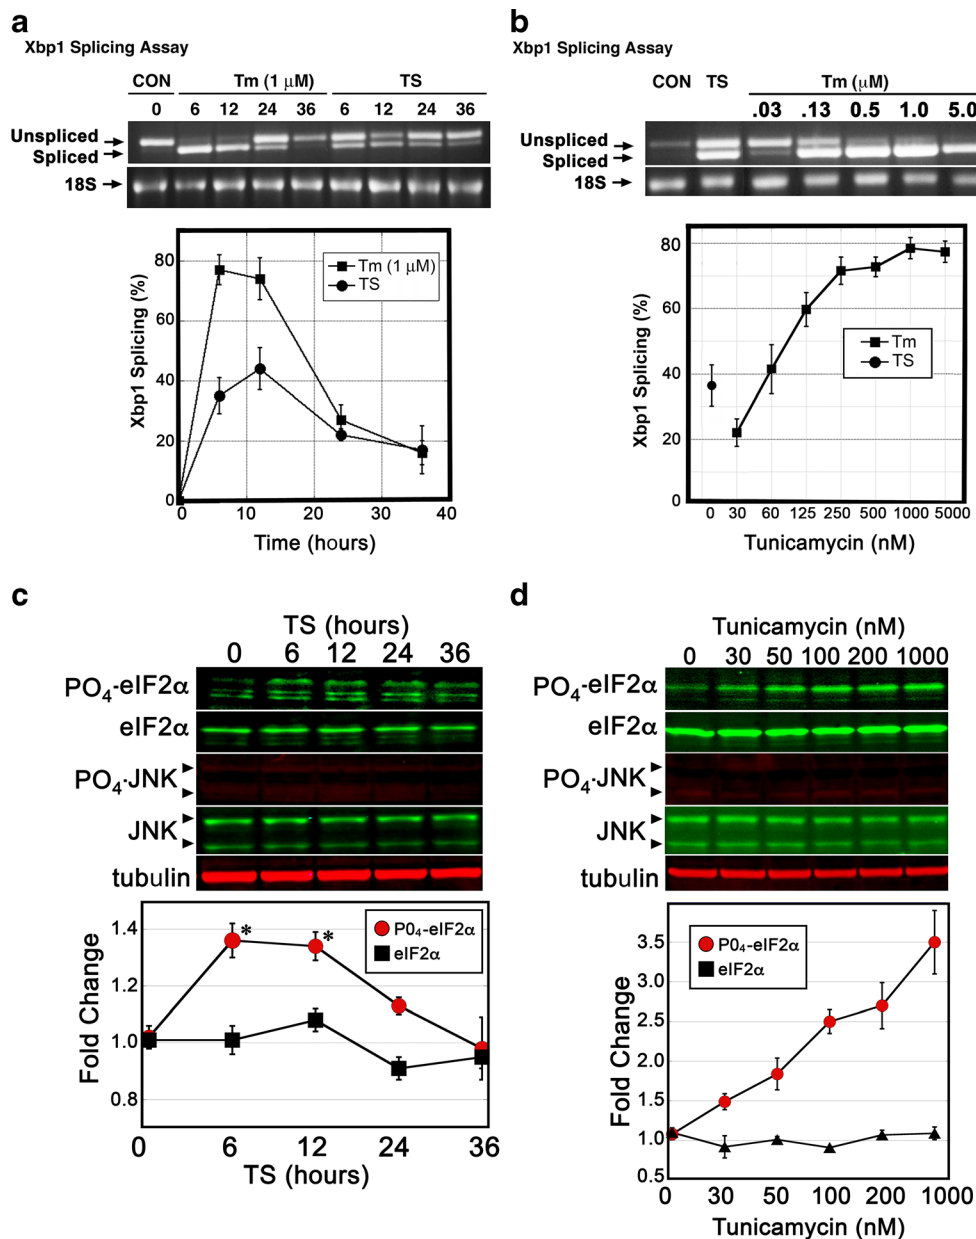 a
Xbp1 Splicing Assay
CON Tm (1 μM) TS
0 6 12 24 36 6 12 24 36
Unspliced
Spliced
18S
Xbp1 Splicing (%)
80
60
40
20
0
Tm (1 μM)
TS
0 10 20 30 40
Time (hours)
b
Xbp1 Splicing Assay
CON TS Tm (μM)
.03 .13 0.5 1.0 5.0
Unspliced
Spliced
18S
Xbp1 Splicing (%)
80
60
40
20
0
Tm
TS
0 30 60 125 250 500 1000 5000
Tunicamycin (nM)
c
TS (hours)
0 6 12 24 36
PO4-eIF2α
eIF2α
PO4-JNK
JNK
tubulin
Fold Change
1.4
1.2
1.0
0.8
* *
P04-eIF2α
eIF2α
0 6 12 24 36
TS (hours)
d
Tunicamycin (nM)
0 30 50 100 200 1000
PO4-eIF2α
eIF2α
PO4-JNK
JNK
tubulin
Fold Change
3.5
3.0
2.5
2.0
1.5
1.0
0.5
P04-eIF2α
eIF2α
0 30 50 100 200 1000
Tunicamycin (nM)